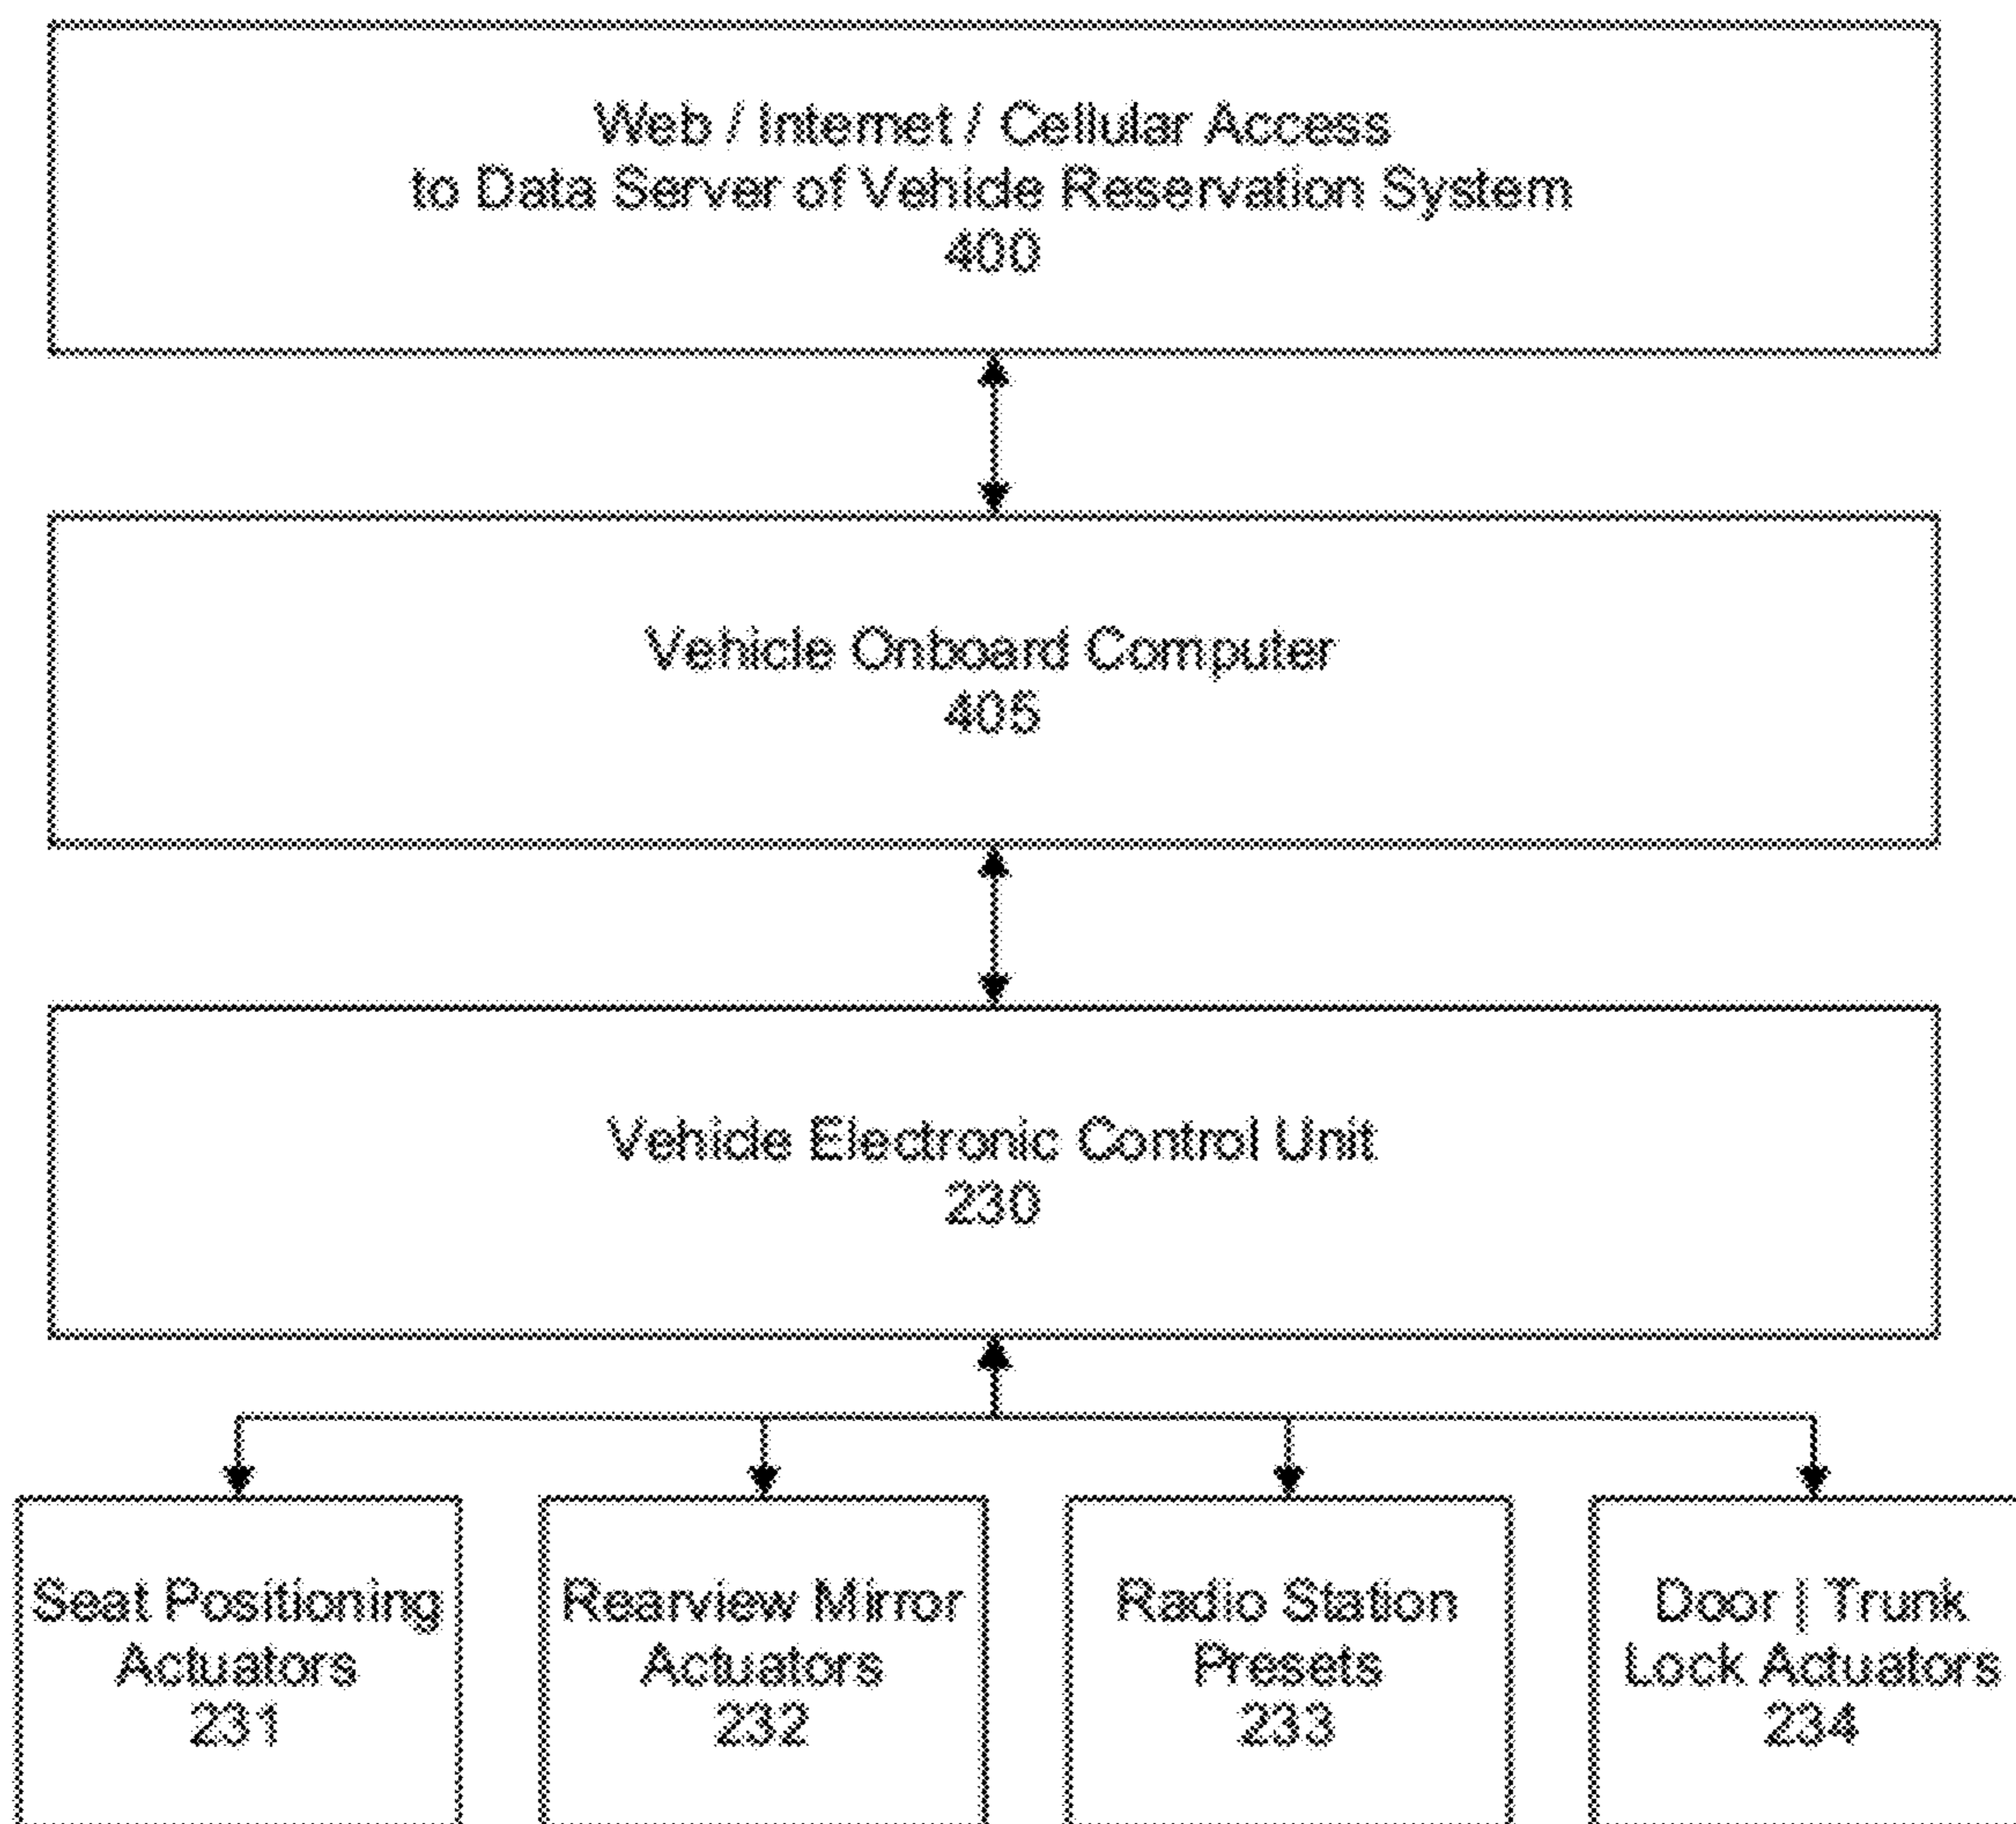 Web / Internet / Cellular Access
to Data Server of Vehicle Reservation System
400
Vehicle Onboard Computer
405
Vehicle Electronic Control Unit
230
Seat Positioning
Actuators
231
Rearview Mirror
Actuators
232
Radio Station
Presets
233
Door | Trunk
Lock Actuators
234